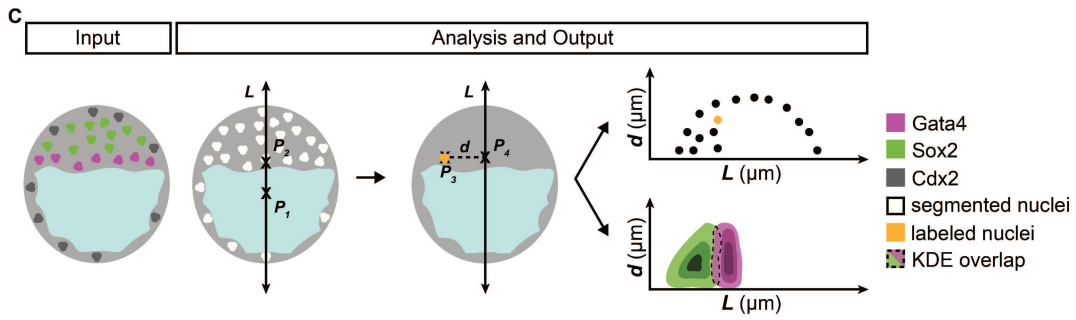 C
Input
Analysis and Output
L
P2
P1
L
d
P4
P3
d (μm)
L (μm)
d (μm)
L (μm)
Gata4
Sox2
Cdx2
segmented nuclei
labeled nuclei
KDE overlap